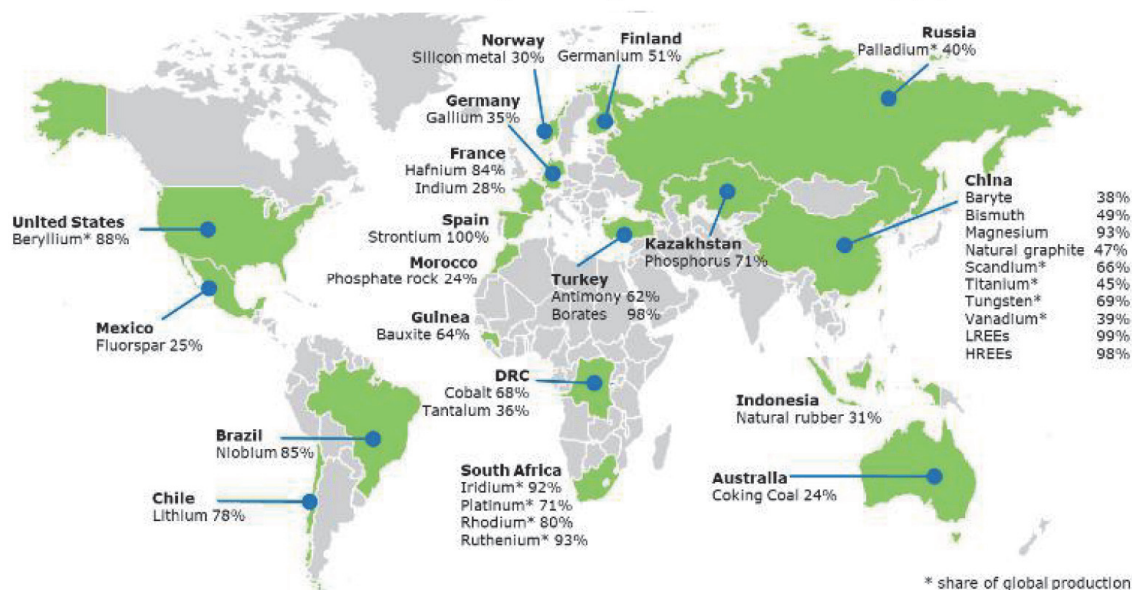 Norway
Silicon metal 30%
Finland
Germanium 51%
Russia
Palladium* 40%
Germany
Gallium 35%
France
Hafnium 84%
Indium 28%
United States
Beryllium* 88%
Spain
Strontium 100%
Morocco
Phosphate rock 24%
Kazakhstan
Phosphorus 71%
Turkey
Antimony 62%
Borates 98%
China
Baryte 38%
Bismuth 49%
Magnesium 93%
Natural graphite 47%
Scandium* 66%
Titanium* 45%
Tungsten* 69%
Vanadium* 39%
LREEs 99%
HREEs 98%
Mexico
Fluorspar 25%
Guinea
Bauxite 64%
DRC
Cobalt 68%
Tantalum 36%
Indonesia
Natural rubber 31%
Brazil
Niobium 85%
Chile
Lithium 78%
South Africa
Iridium* 92%
Platinum* 71%
Rhodium* 80%
Ruthenium* 93%
Australia
Coking Coal 24%
* share of global production